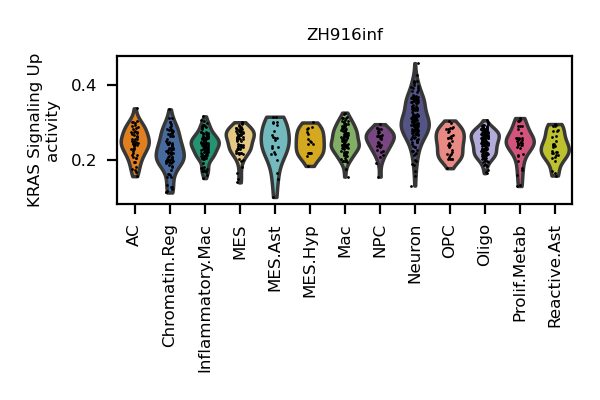 ZH916inf
KRAS Signaling Up
activity
0.4
0.2
AC
Chromatin.Reg
Inflammatory.Mac
MES
MES.Ast
MES.Hyp
Mac
NPC
Neuron
OPC
Oligo
Prolif.Metab
Reactive.Ast